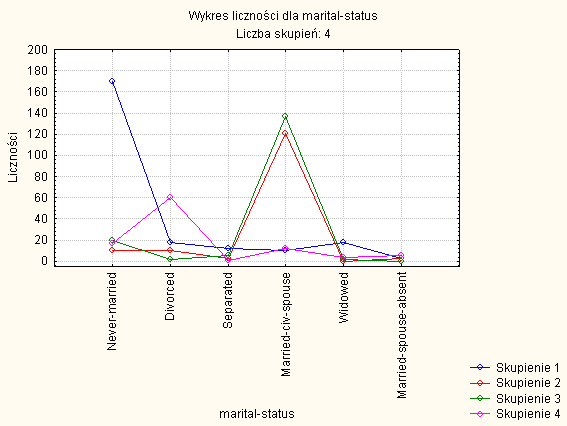 Wykres liczności dla marital-status
Liczba skupień: 4
Liczności
200
180
160
140
120
100
80
60
40
20
0
Never-married
Divorced
Separated
Married-civ-spouse
Widowed
Married-spouse-absent
marital-status
Skupienie 1
Skupienie 2
Skupienie 3
Skupienie 4